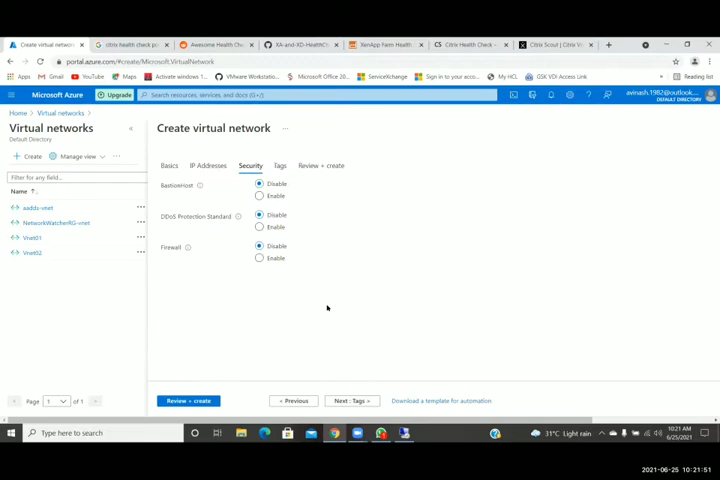 Create virtual network
citrix health check po
Awesome Health Ch
XA-and-XD-HealthCh
XenApp Farm Health
Citrix Health Check -
Citrix Scout | Citrix Vi
portal.azure.com/#create/Microsoft.VirtualNetwork
Apps
Gmail
YouTube
Maps
Activate windows 1...
VMware Workstatio...
Microsoft Office 20...
ServiceXchange
Sign in to your acco...
My HCL
GSK VDI Access Link
»
Reading list
Microsoft Azure
Upgrade
Search resources, services, and docs (G+/)
avinash.1982@outlook....
DEFAULT DIRECTORY
Home > Virtual networks >
Virtual networks
«
Default Directory
+ Create
Manage view
...
Filter for any field...
Name ↑↓
aadds-vnet
NetworkWatcherRG-vnet
Vnet01
Vnet02
Page 1 of 1
Create virtual network ...
Basics
IP Addresses
Security
Tags
Review + create
BastionHost
Disable
Enable
DDoS Protection Standard
Disable
Enable
Firewall
Disable
Enable
Review + create
< Previous
Next : Tags >
Download a template for automation
Type here to search
31°C Light rain
10:21 AM
6/25/2021
2021-06-25 10:21:51